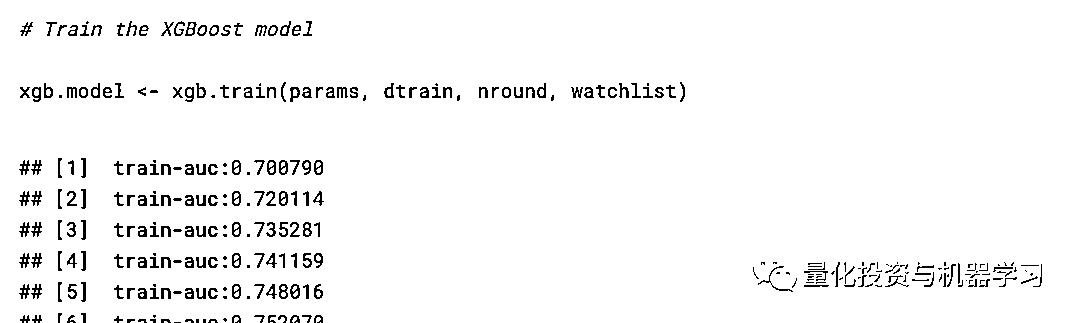 # Train the XGBoost model
xgb.model <- xgb.train(params, dtrain, nround, watchlist)
## [1]  train-auc:0.700790
## [2]  train-auc:0.720114
## [3]  train-auc:0.735281
## [4]  train-auc:0.741159
## [5]  train-auc:0.748016
## [6]  train-auc:0.752070
量化投资与机器学习